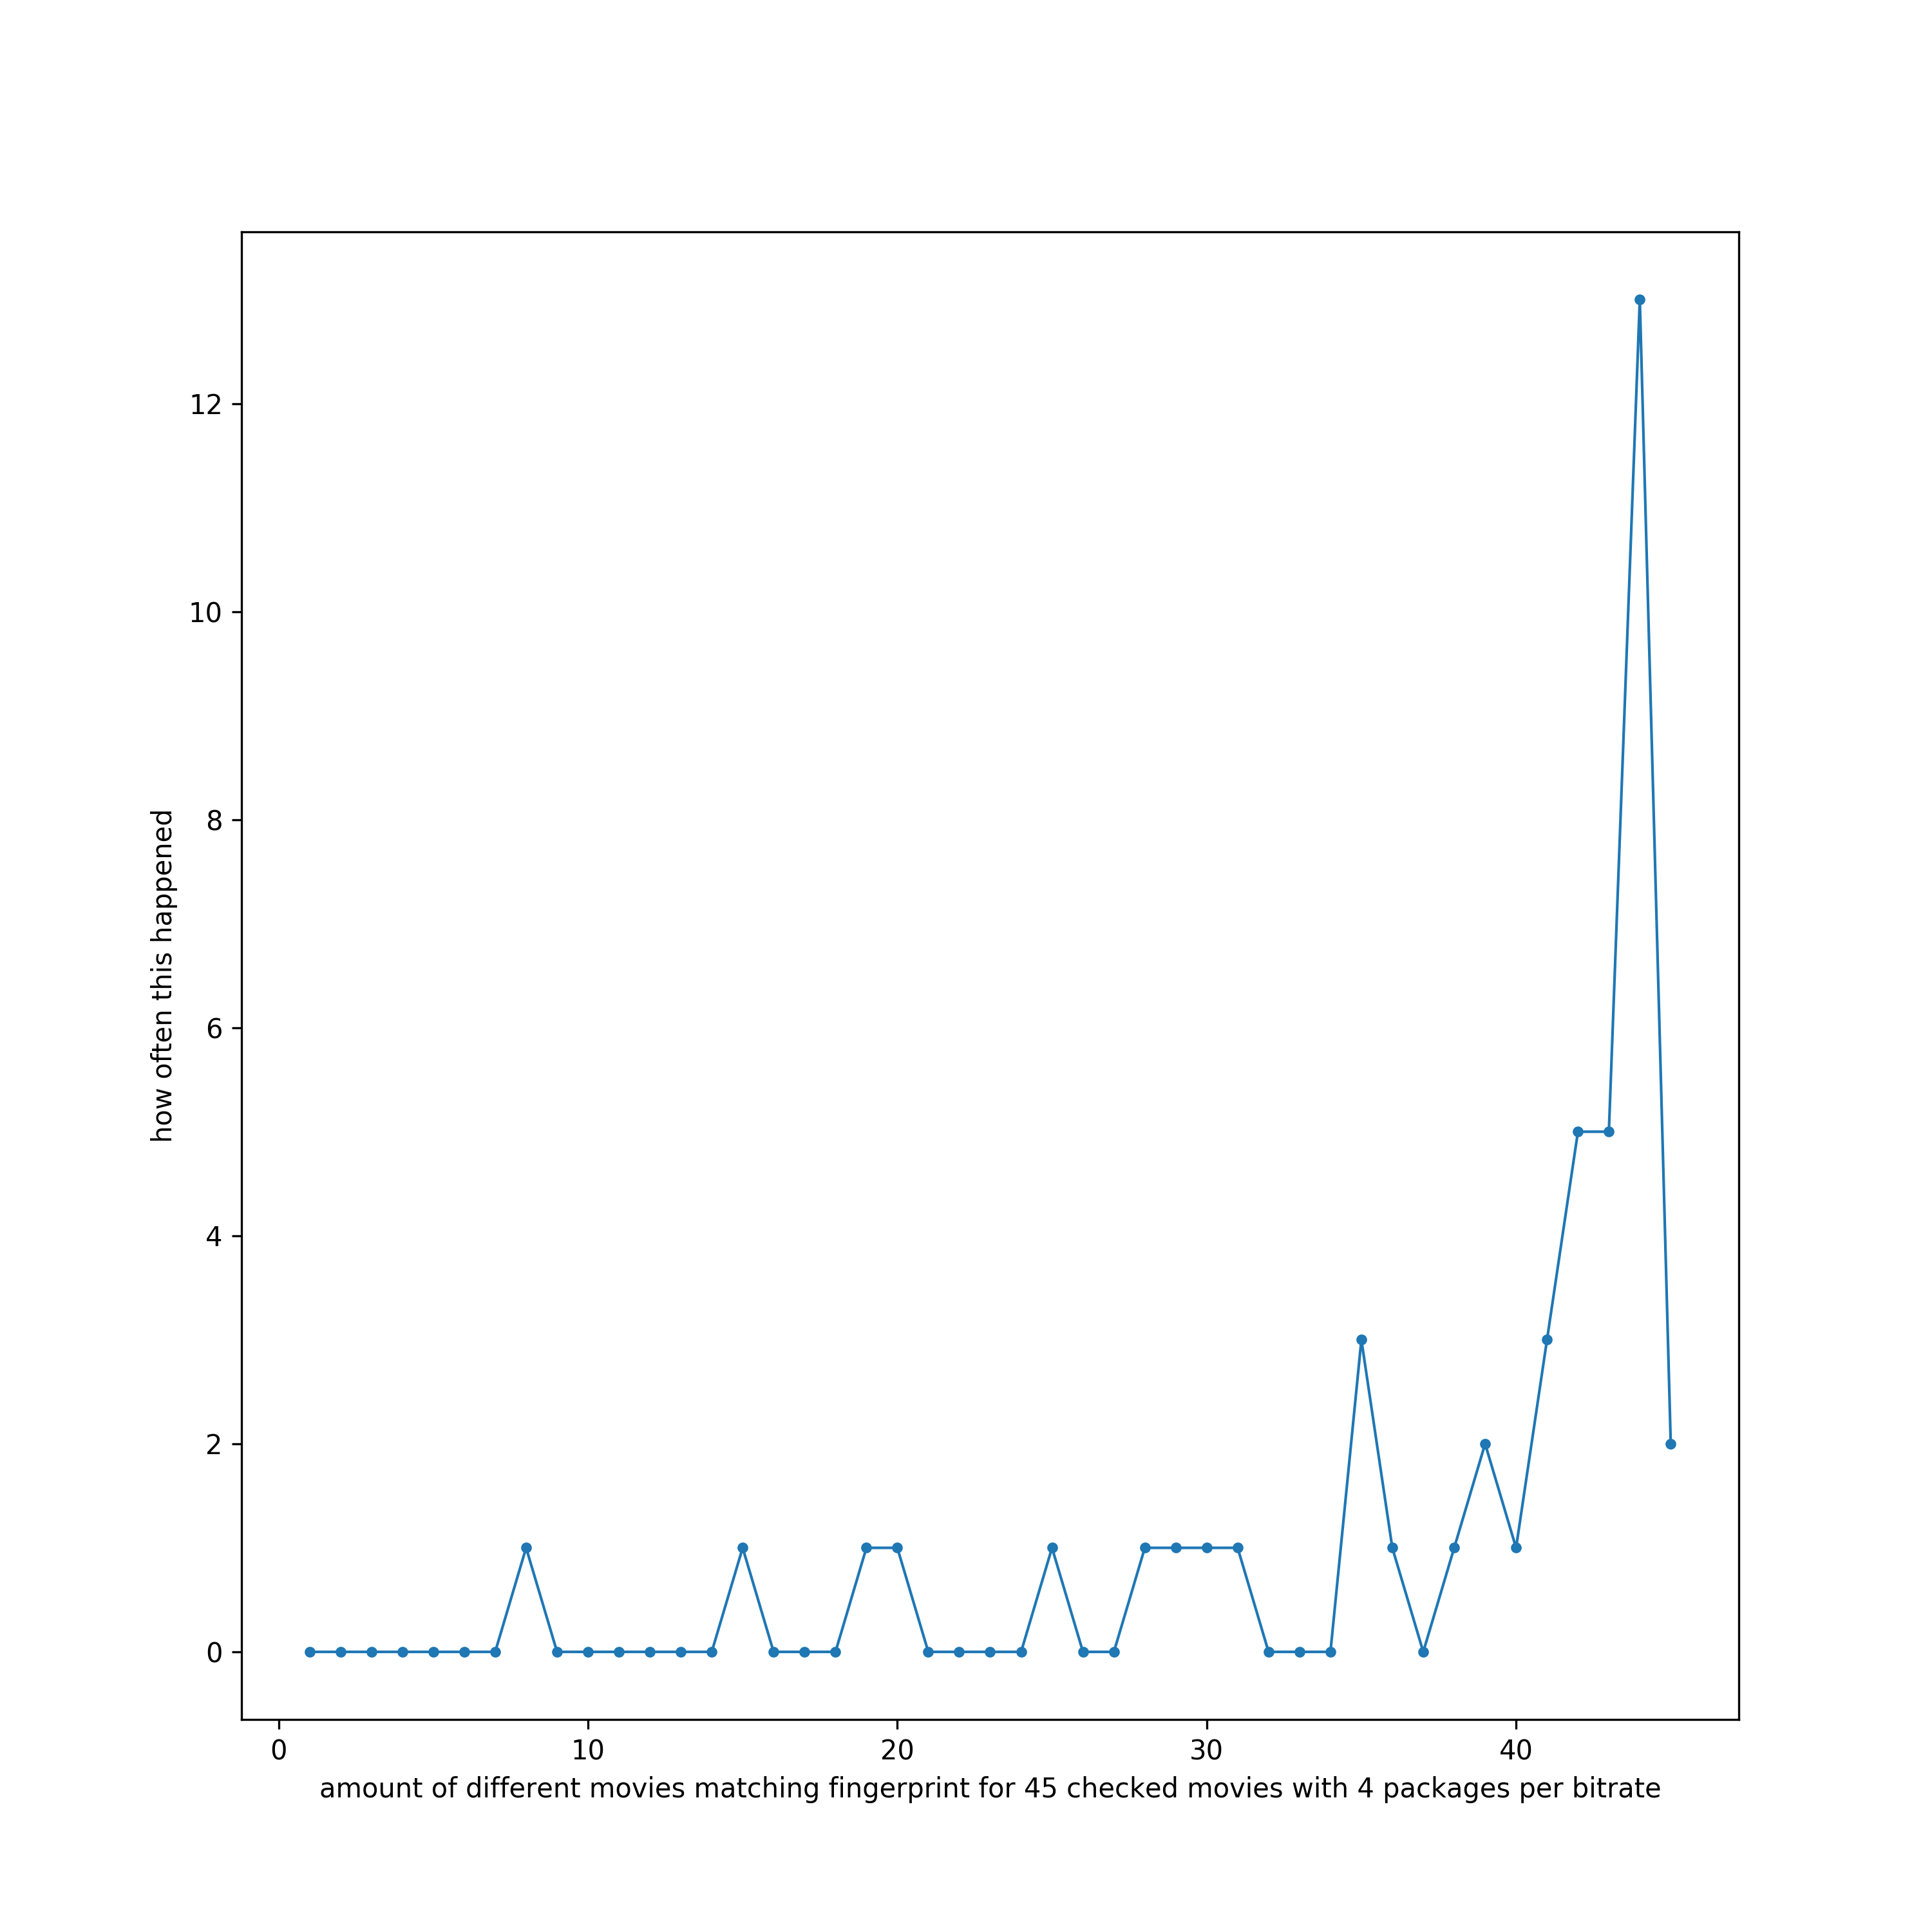 12
10
8
6
4
2
0
how often this happened
0 10 20 30 40
amount of different movies matching fingerprint for 45 checked movies with 4 packages per bitrate